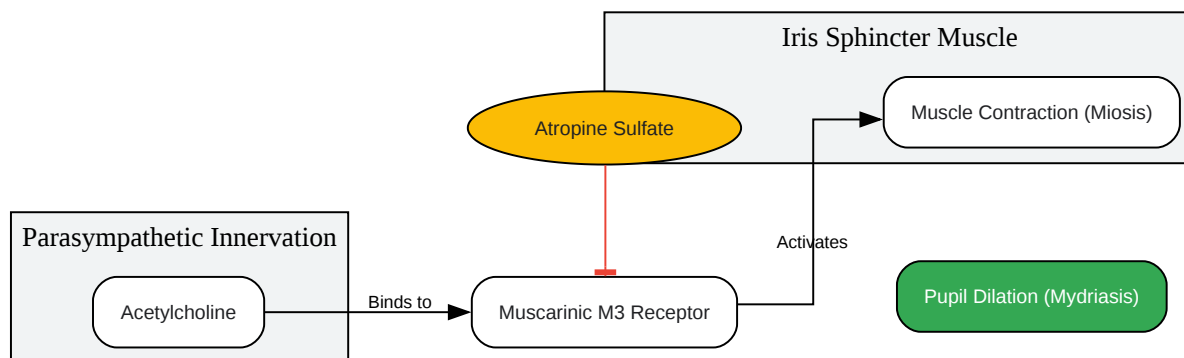 Iris Sphincter Muscle
Atropine Sulfate
Muscle Contraction (Miosis)
Parasympathetic Innervation
Activates
Acetylcholine
Binds to
Muscarinic M3 Receptor
Pupil Dilation (Mydriasis)